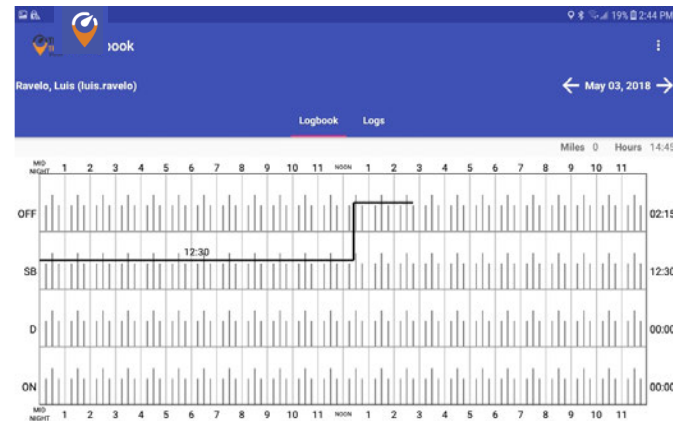 19% 2:44 PM
book
Ravelo, Luis (luis.ravelo)
← May 03, 2018 →
Logbook Logs
Miles 0 Hours 14:45
MID NIGHT 1 2 3 4 5 6 7 8 9 10 11 NOON 1 2 3 4 5 6 7 8 9 10 11
OFF 02:15
12:30
SB 12:30
D 00:00
ON 00:00
MID NIGHT 1 2 3 4 5 6 7 8 9 10 11 NOON 1 2 3 4 5 6 7 8 9 10 11